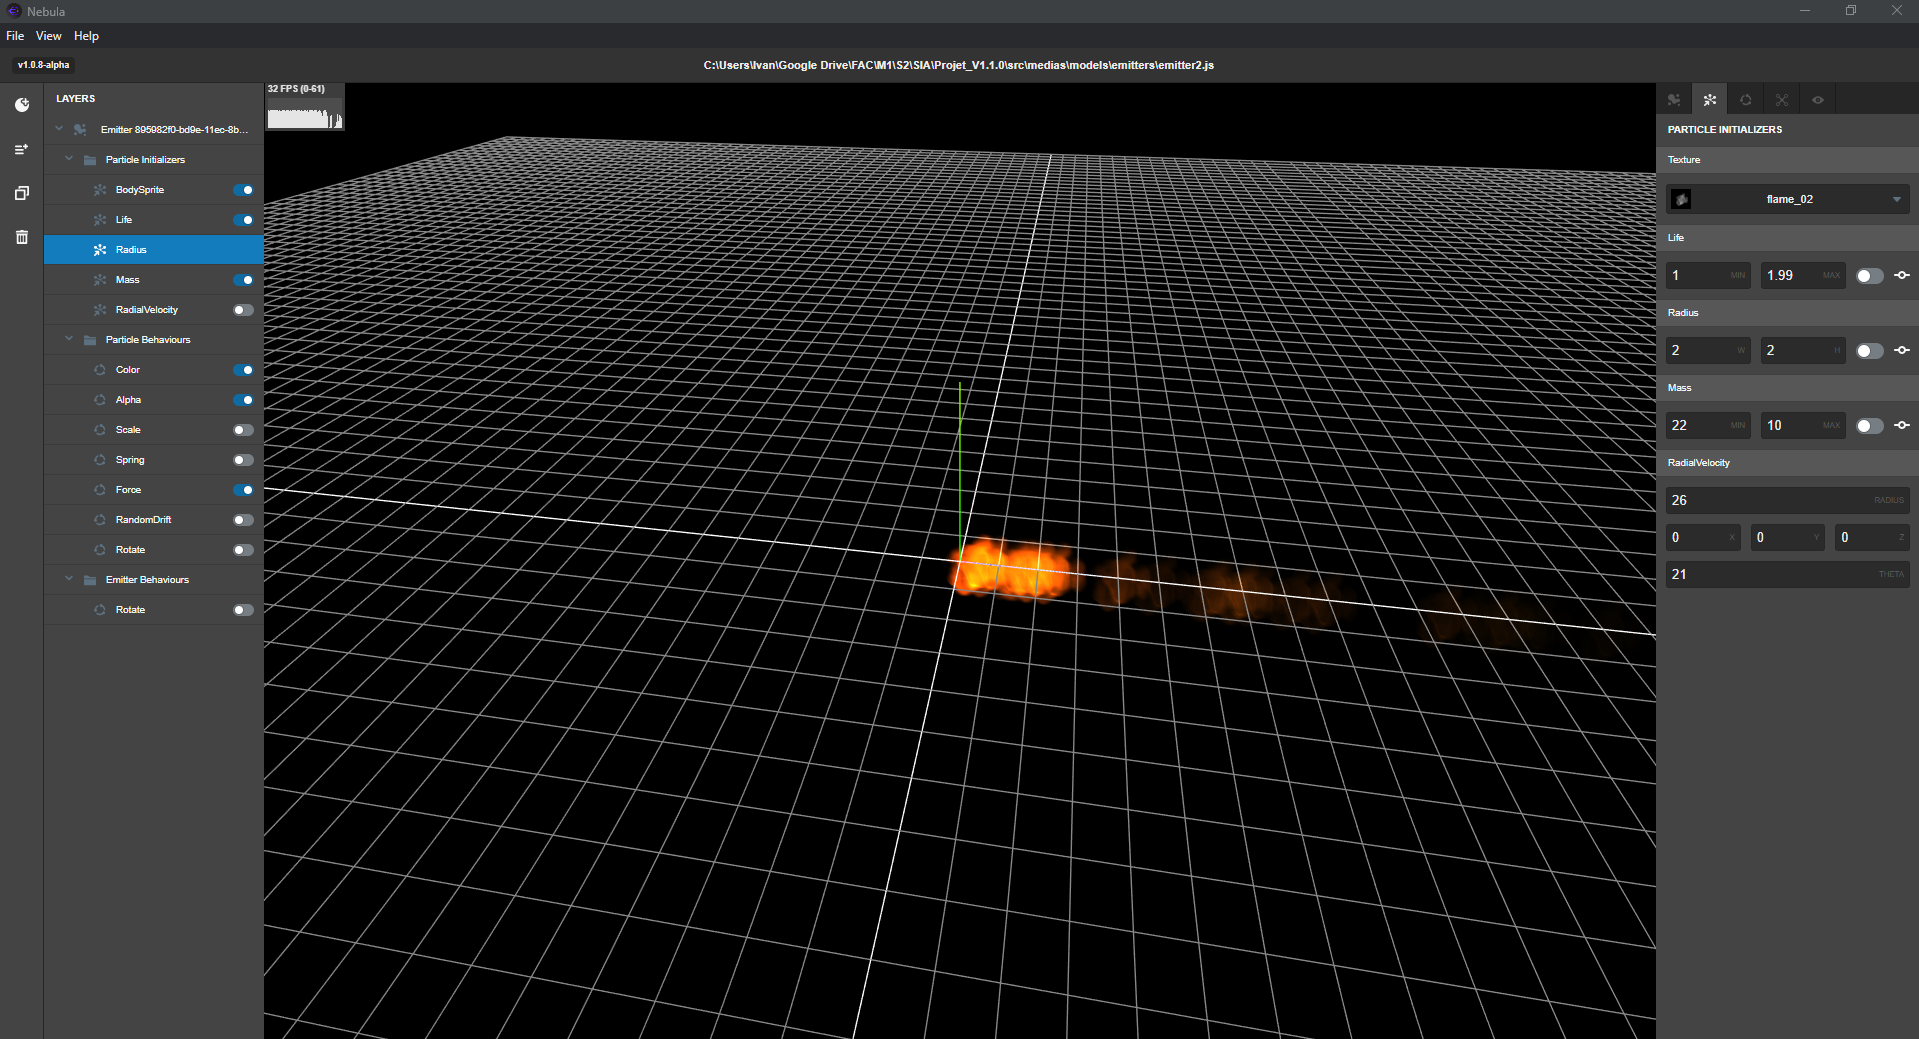 Nebula
File View Help
v1.0.8-alpha
C:\Users\Ivan\Google Drive\FAC\M1\S2\SIA\Projet_V1.1.0\src\medias\models\emitters\emitter2.js
LAYERS
Emitter 895982f0-bd9e-11ec-8b...
Particle Initializers
BodySprite
Life
Radius
Mass
RadialVelocity
Particle Behaviours
Color
Alpha
Scale
Spring
Force
RandomDrift
Rotate
Emitter Behaviours
Rotate
32 FPS (0-61)
PARTICLE INITIALIZERS
Texture
flame_02
Life
1 MIN 1.99 MAX
Radius
2 W 2 H
Mass
22 MIN 10 MAX
RadialVelocity
26 RADIUS
0 X 0 Y 0 Z
21 THETA